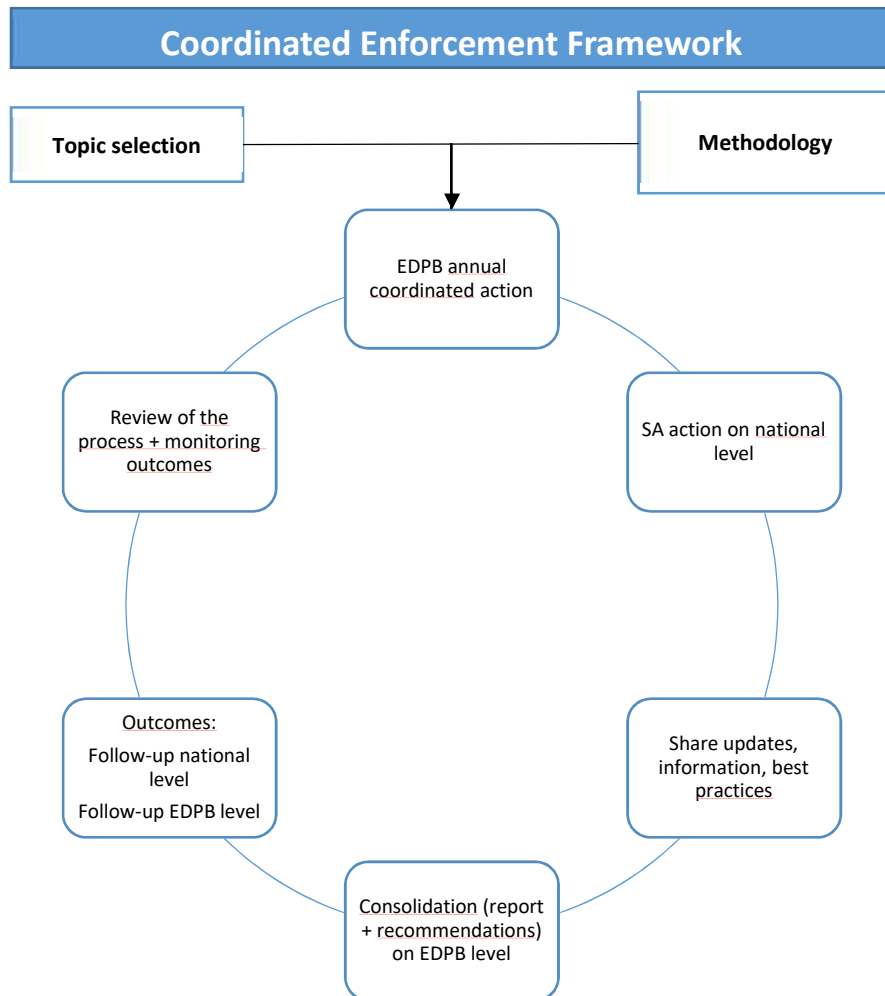 Coordinated Enforcement Framework
Topic selection
Methodology
EDPB annual
coordinated action
SA action on national
level
Share updates,
information, best
practices
Consolidation (report
+ recommendations)
on EDPB level
Outcomes:
Follow-up national
level
Follow-up EDPB level
Review of the
process + monitoring
outcomes